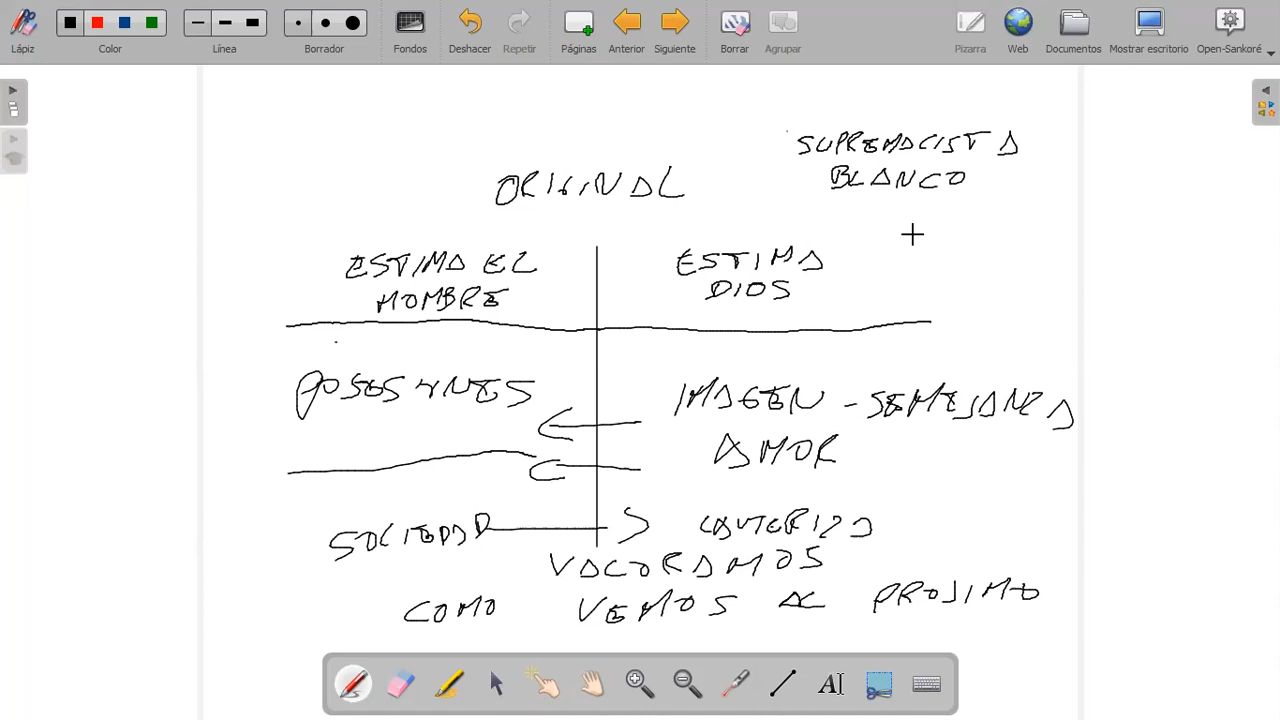 Lápiz Color Línea Borrador Fondos Deshacer Repetir Páginas Anterior Siguiente Borrar Agrupar Pizarra Web Documentos Mostrar escritorio Open-Sankoré
SUPREMACISTA
BLANCO
ORIGINAL
ESTIMA EL
HOMBRE
ESTIMA
DIOS
POSESIONES
IMAGEN - SEMEJANZA
AMOR
SOCIEDAD
CAUTERIZA
VALORAMOS
COMO VEMOS AL PROJIMO